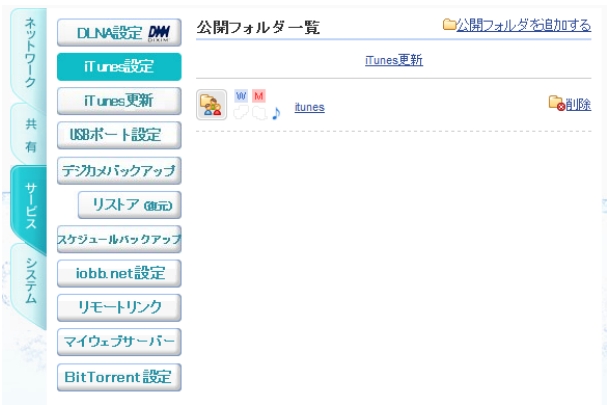 ネットワーク
共有
サービス
システム
DLNA設定 DiXiM
iTunes設定
iTunes更新
USBポート設定
デジカメバックアップ
リストア(復元)
スケジュールバックアップ
iobb.net設定
リモートリンク
マイウェブサーバー
BitTorrent設定
公開フォルダ一覧
公開フォルダを追加する
iTunes更新
W M
itunes
削除